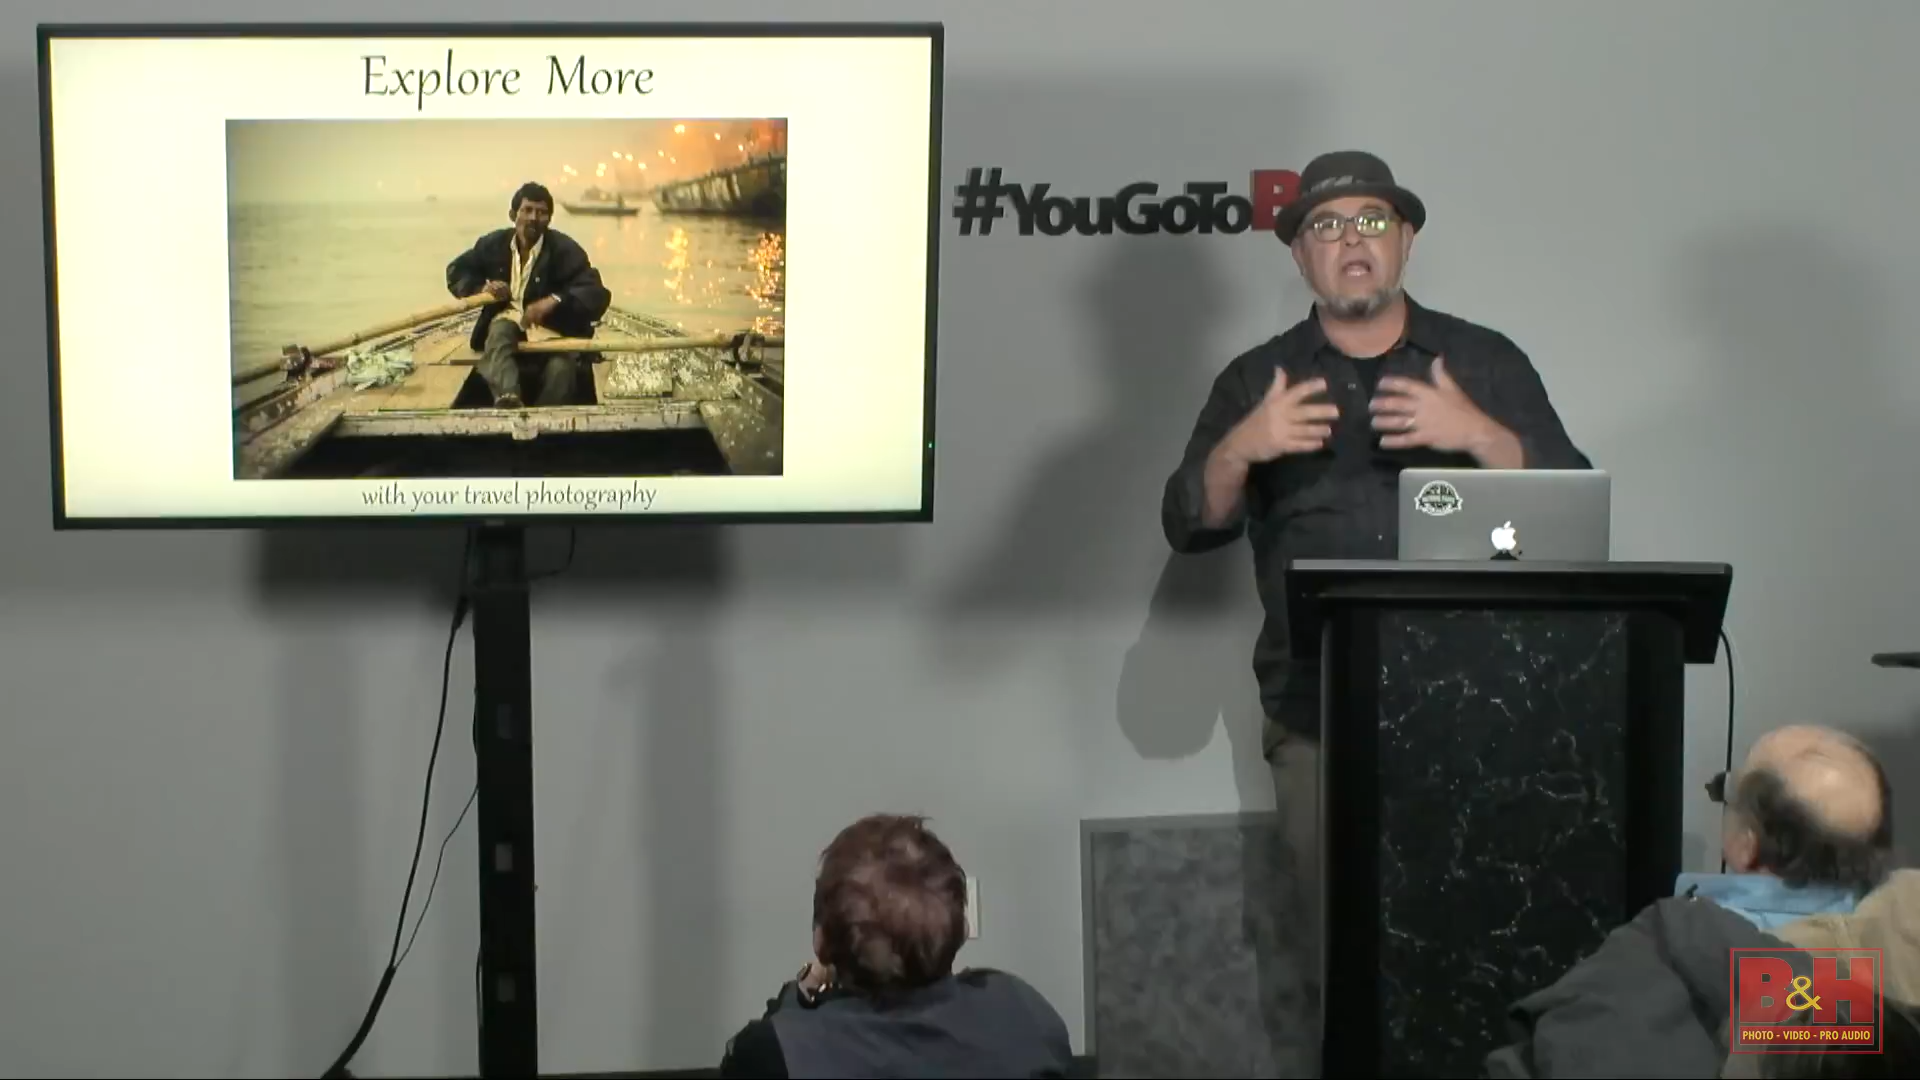 Explore More
with your travel photography
#YouGoToB
B&H
PHOTO - VIDEO - PRO AUDIO